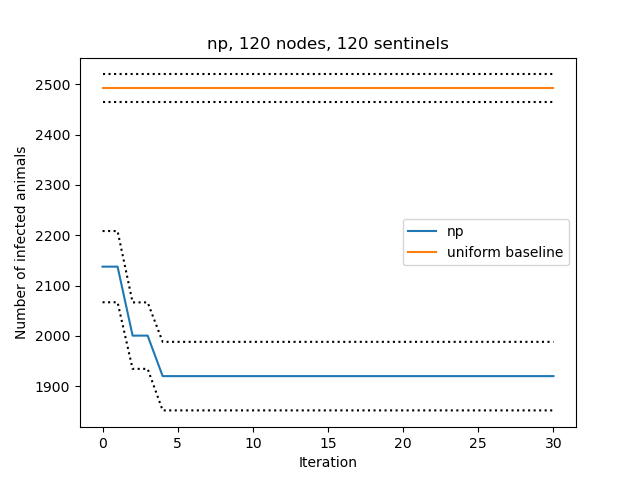 np, 120 nodes, 120 sentinels
Number of infected animals
2500
2400
2300
2200
2100
2000
1900
np
uniform baseline
0 5 10 15 20 25 30
Iteration